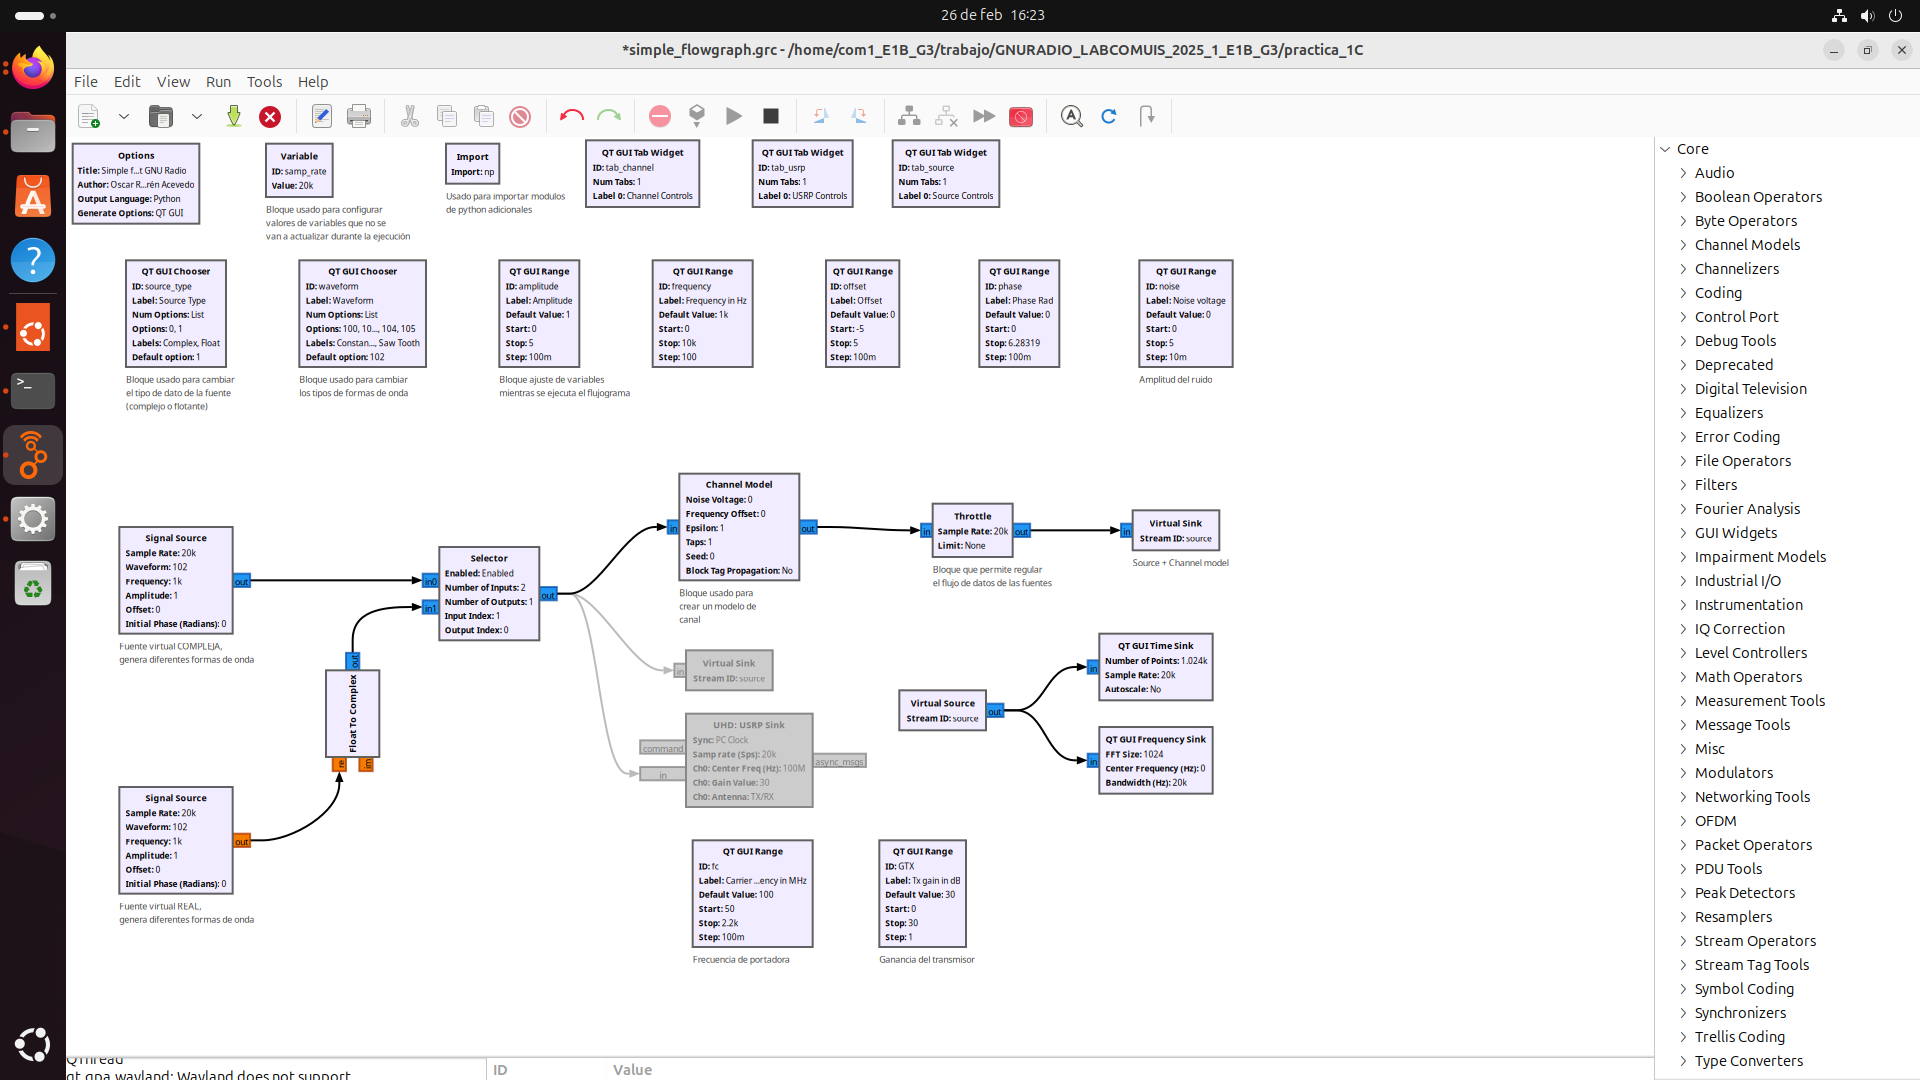 26 de feb 16:23
*simple_flowgraph.grc - /home/com1_E1B_G3/trabajo/GNURADIO_LABCOMUIS_2025_1_E1B_G3/practica_1C
File Edit View Run Tools Help
Options
Title: Simple f...t GNU Radio
Author: Oscar R...rén Acevedo
Output Language: Python
Generate Options: QT GUI
Variable
ID: samp_rate
Value: 20k
Bloque usado para configurar
valores de variables que no se
van a actualizar durante la ejecución
Import
Import: np
Usado para importar modulos
de python adicionales
QT GUI Tab Widget
ID: tab_channel
Num Tabs: 1
Label 0: Channel Controls
QT GUI Tab Widget
ID: tab_usrp
Num Tabs: 1
Label 0: USRP Controls
QT GUI Tab Widget
ID: tab_source
Num Tabs: 1
Label 0: Source Controls
QT GUI Chooser
ID: source_type
Label: Source Type
Num Options: List
Options: 0, 1
Labels: Complex, Float
Default option: 1
Bloque usado para cambiar
el tipo de dato de la fuente
(complejo o flotante)
QT GUI Chooser
ID: waveform
Label: Waveform
Num Options: List
Options: 100, 10..., 104, 105
Labels: Constan..., Saw Tooth
Default option: 102
Bloque usado para cambiar
los tipos de formas de onda
QT GUI Range
ID: amplitude
Label: Amplitude
Default Value: 1
Start: 0
Stop: 5
Step: 100m
Bloque ajuste de variables
mientras se ejecuta el flujograma
QT GUI Range
ID: frequency
Label: Frequency in Hz
Default Value: 1k
Start: 0
Stop: 10k
Step: 100
QT GUI Range
ID: offset
Label: Offset
Default Value: 0
Start: -5
Stop: 5
Step: 100m
QT GUI Range
ID: phase
Label: Phase Rad
Default Value: 0
Start: 0
Stop: 6.28319
Step: 100m
QT GUI Range
ID: noise
Label: Noise voltage
Default Value: 0
Start: 0
Stop: 5
Step: 10m
Amplitud del ruido
Signal Source
Sample Rate: 20k
Waveform: 102
Frequency: 1k
Amplitude: 1
Offset: 0
Initial Phase (Radians): 0
out
Fuente virtual COMPLEJA,
genera diferentes formas de onda
Selector
Enabled: Enabled
Number of Inputs: 2
Number of Outputs: 1
Input Index: 1
Output Index: 0
in0
in1
out
Channel Model
Noise Voltage: 0
Frequency Offset: 0
Epsilon: 1
Taps: 1
Seed: 0
Block Tag Propagation: No
in
out
Bloque usado para
crear un modelo de
canal
Throttle
Sample Rate: 20k
Limit: None
in
out
Bloque que permite regular
el flujo de datos de las fuentes
Virtual Sink
Stream ID: source
in
Source + Channel model
Float To Complex
out
re
im
Virtual Sink
Stream ID: source
in
UHD: USRP Sink
Sync: PC Clock
Samp rate (Sps): 20k
Ch0: Center Freq (Hz): 100M
Ch0: Gain Value: 30
Ch0: Antenna: TX/RX
command
in
async_msgs
Virtual Source
Stream ID: source
out
QT GUI Time Sink
Number of Points: 1.024k
Sample Rate: 20k
Autoscale: No
in
QT GUI Frequency Sink
FFT Size: 1024
Center Frequency (Hz): 0
Bandwidth (Hz): 20k
in
Signal Source
Sample Rate: 20k
Waveform: 102
Frequency: 1k
Amplitude: 1
Offset: 0
Initial Phase (Radians): 0
out
Fuente virtual REAL,
genera diferentes formas de onda
QT GUI Range
ID: fc
Label: Carrier ...ency in MHz
Default Value: 100
Start: 50
Stop: 2.2k
Step: 100m
Frecuencia de portadora
QT GUI Range
ID: GTX
Label: Tx gain in dB
Default Value: 30
Start: 0
Stop: 30
Step: 1
Ganancia del transmisor
Core
Audio
Boolean Operators
Byte Operators
Channel Models
Channelizers
Coding
Control Port
Debug Tools
Deprecated
Digital Television
Equalizers
Error Coding
File Operators
Filters
Fourier Analysis
GUI Widgets
Impairment Models
Industrial I/O
Instrumentation
IQ Correction
Level Controllers
Math Operators
Measurement Tools
Message Tools
Misc
Modulators
Networking Tools
OFDM
Packet Operators
PDU Tools
Peak Detectors
Resamplers
Stream Operators
Stream Tag Tools
Symbol Coding
Synchronizers
Trellis Coding
Type Converters
QThread
qt.qpa.wayland: Wayland does not support
ID Value